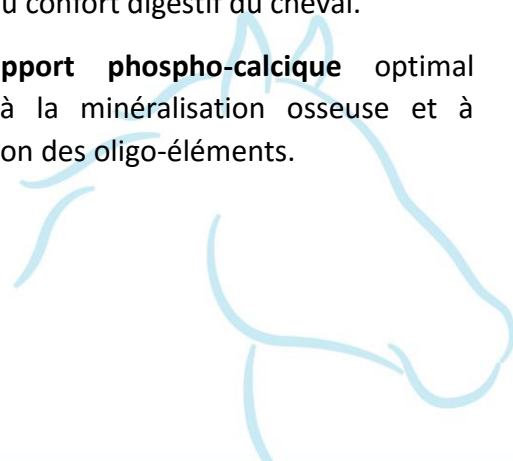 u confort digestif du cheval.
pport phospho-calcique optimal
à la minéralisation osseuse et à
on des oligo-éléments.